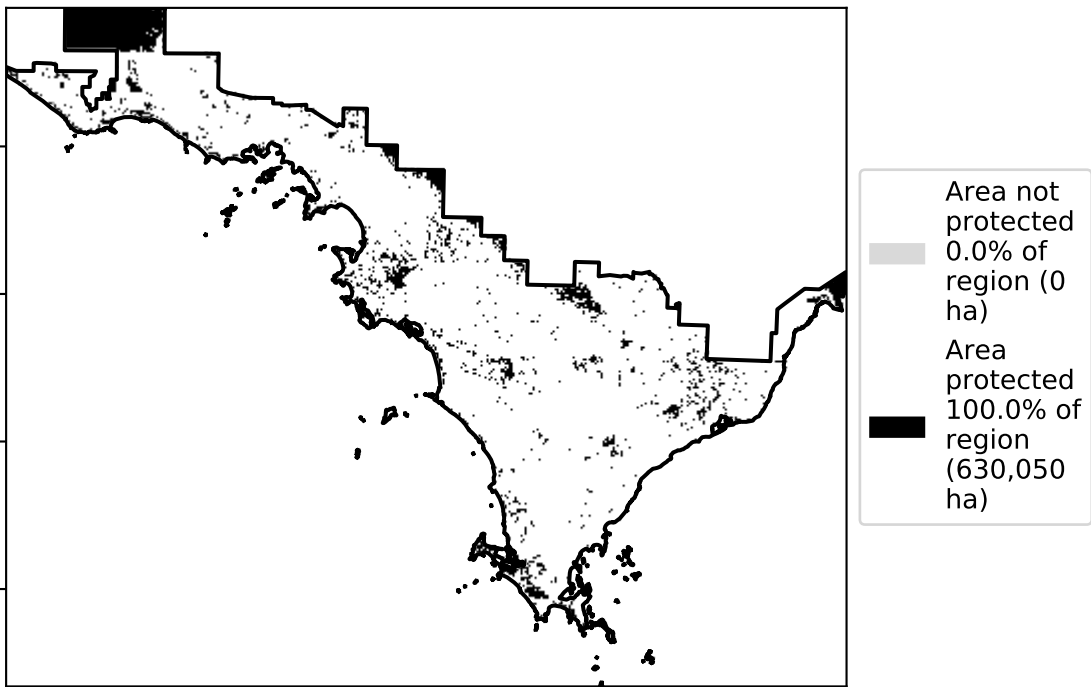 Area not
protected
0.0% of
region (0
ha)
Area
protected
100.0% of
region
(630,050
ha)